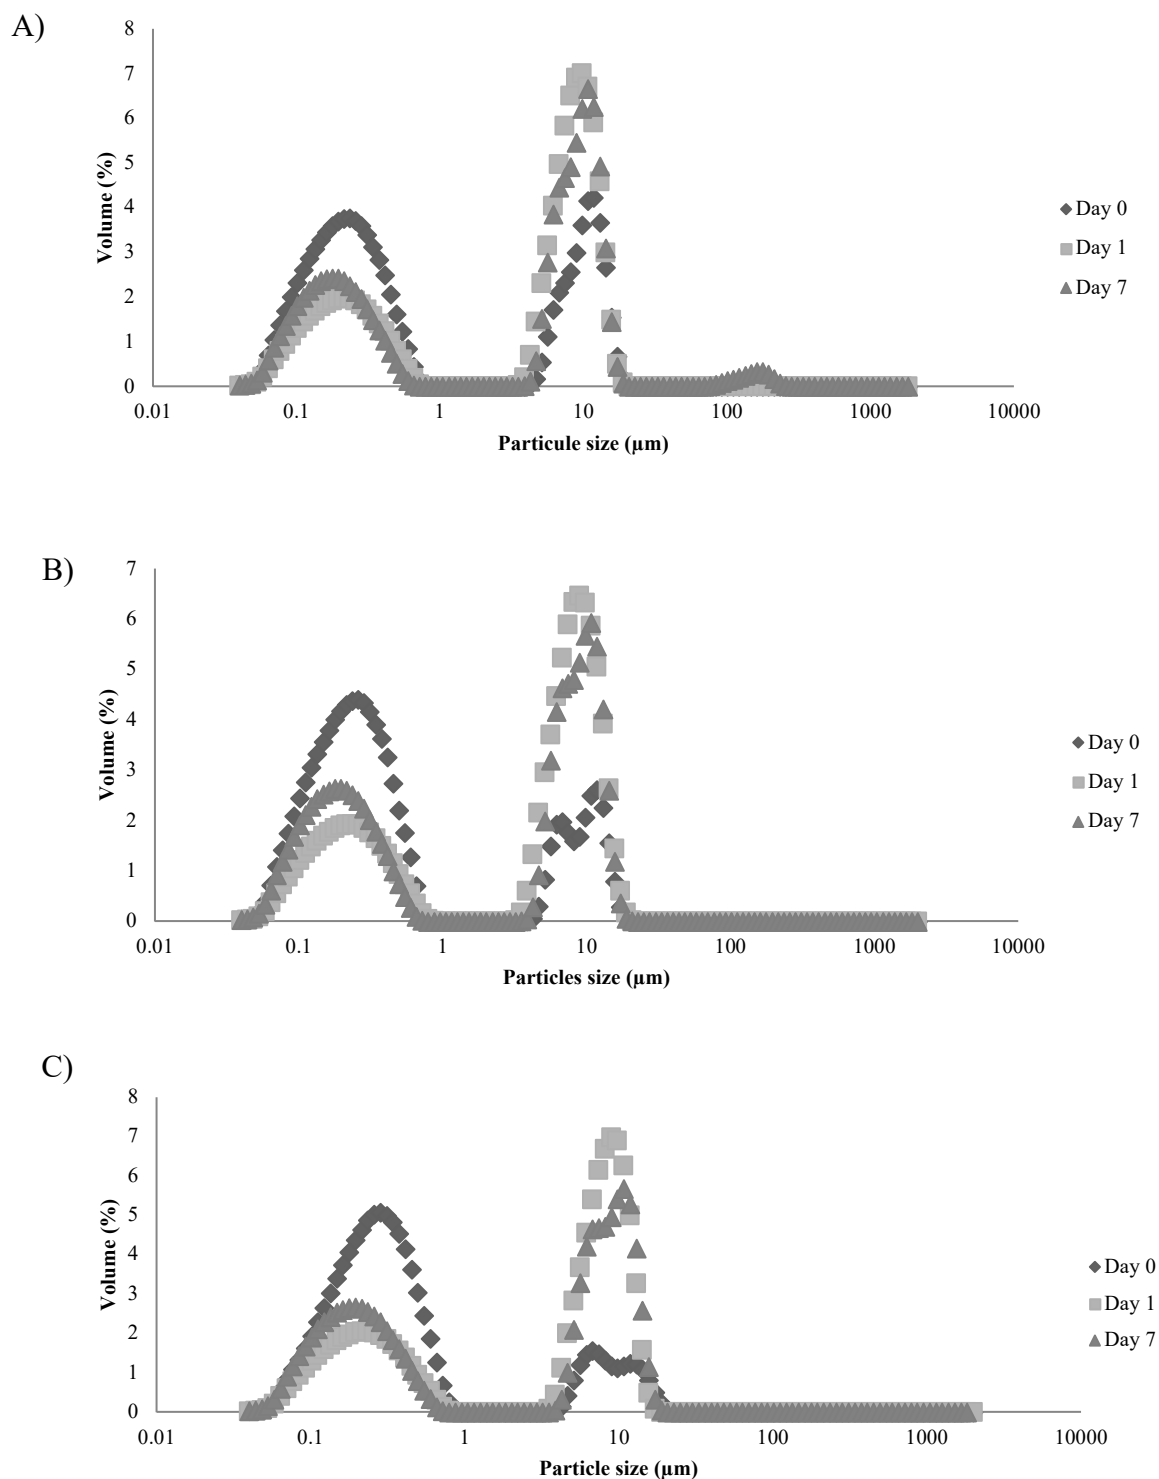 A)
8
7
6
5
4
3
2
1
0
Volume (%)
0.01 0.1 1 10 100 1000 10000
Particule size (µm)
Day 0
Day 1
Day 7
B)
7
6
5
4
3
2
1
0
Volume (%)
0.01 0.1 1 10 100 1000 10000
Particles size (µm)
Day 0
Day 1
Day 7
C)
8
7
6
5
4
3
2
1
0
Volume (%)
0.01 0.1 1 10 100 1000 10000
Particle size (µm)
Day 0
Day 1
Day 7